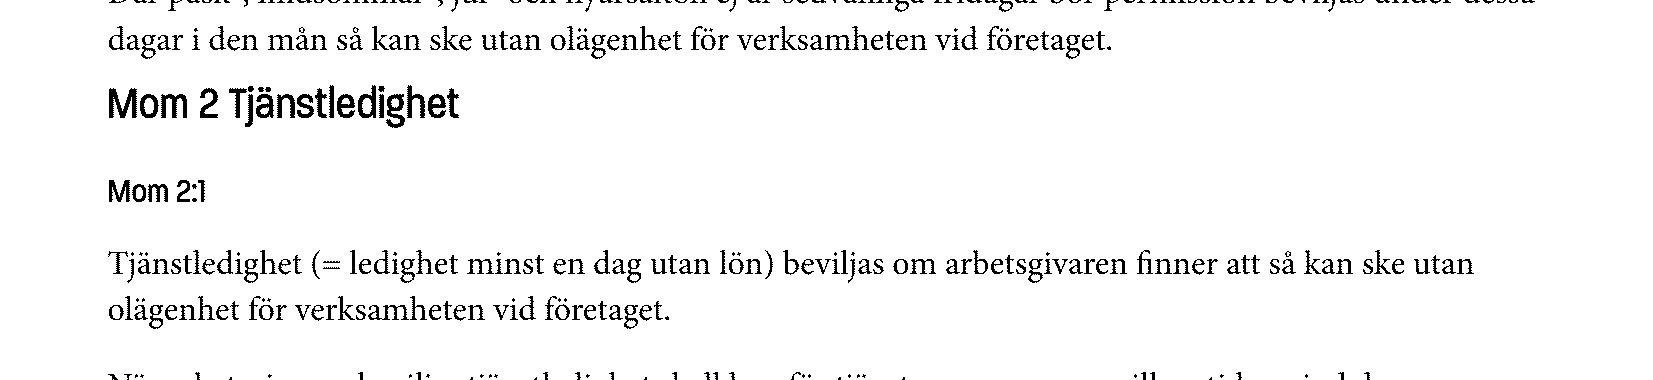 dagar i den mån så kan ske utan olägenhet för verksamheten vid företaget.
Mom 2 Tjänstledighet
Mom 2:1
Tjänstledighet (= ledighet minst en dag utan lön) beviljas om arbetsgivaren finner att så kan ske utan
olägenhet för verksamheten vid företaget.